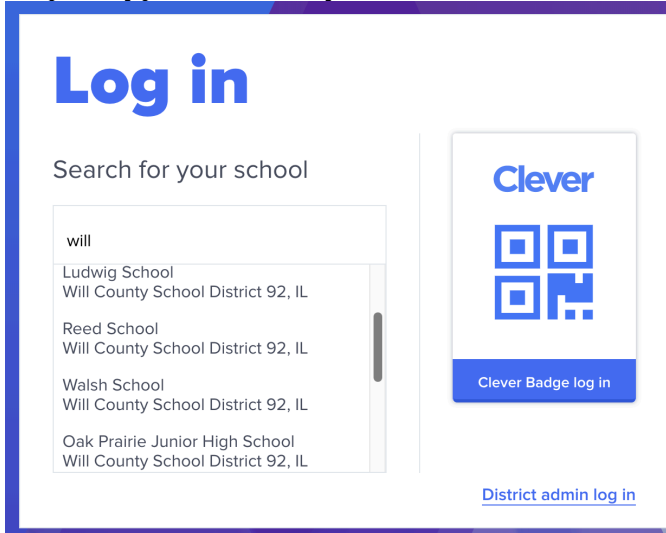 Log in
Search for your school
will
Ludwig School
Will County School District 92, IL
Reed School
Will County School District 92, IL
Walsh School
Will County School District 92, IL
Oak Prairie Junior High School
Will County School District 92, IL
Clever
Clever Badge log in
District admin log in